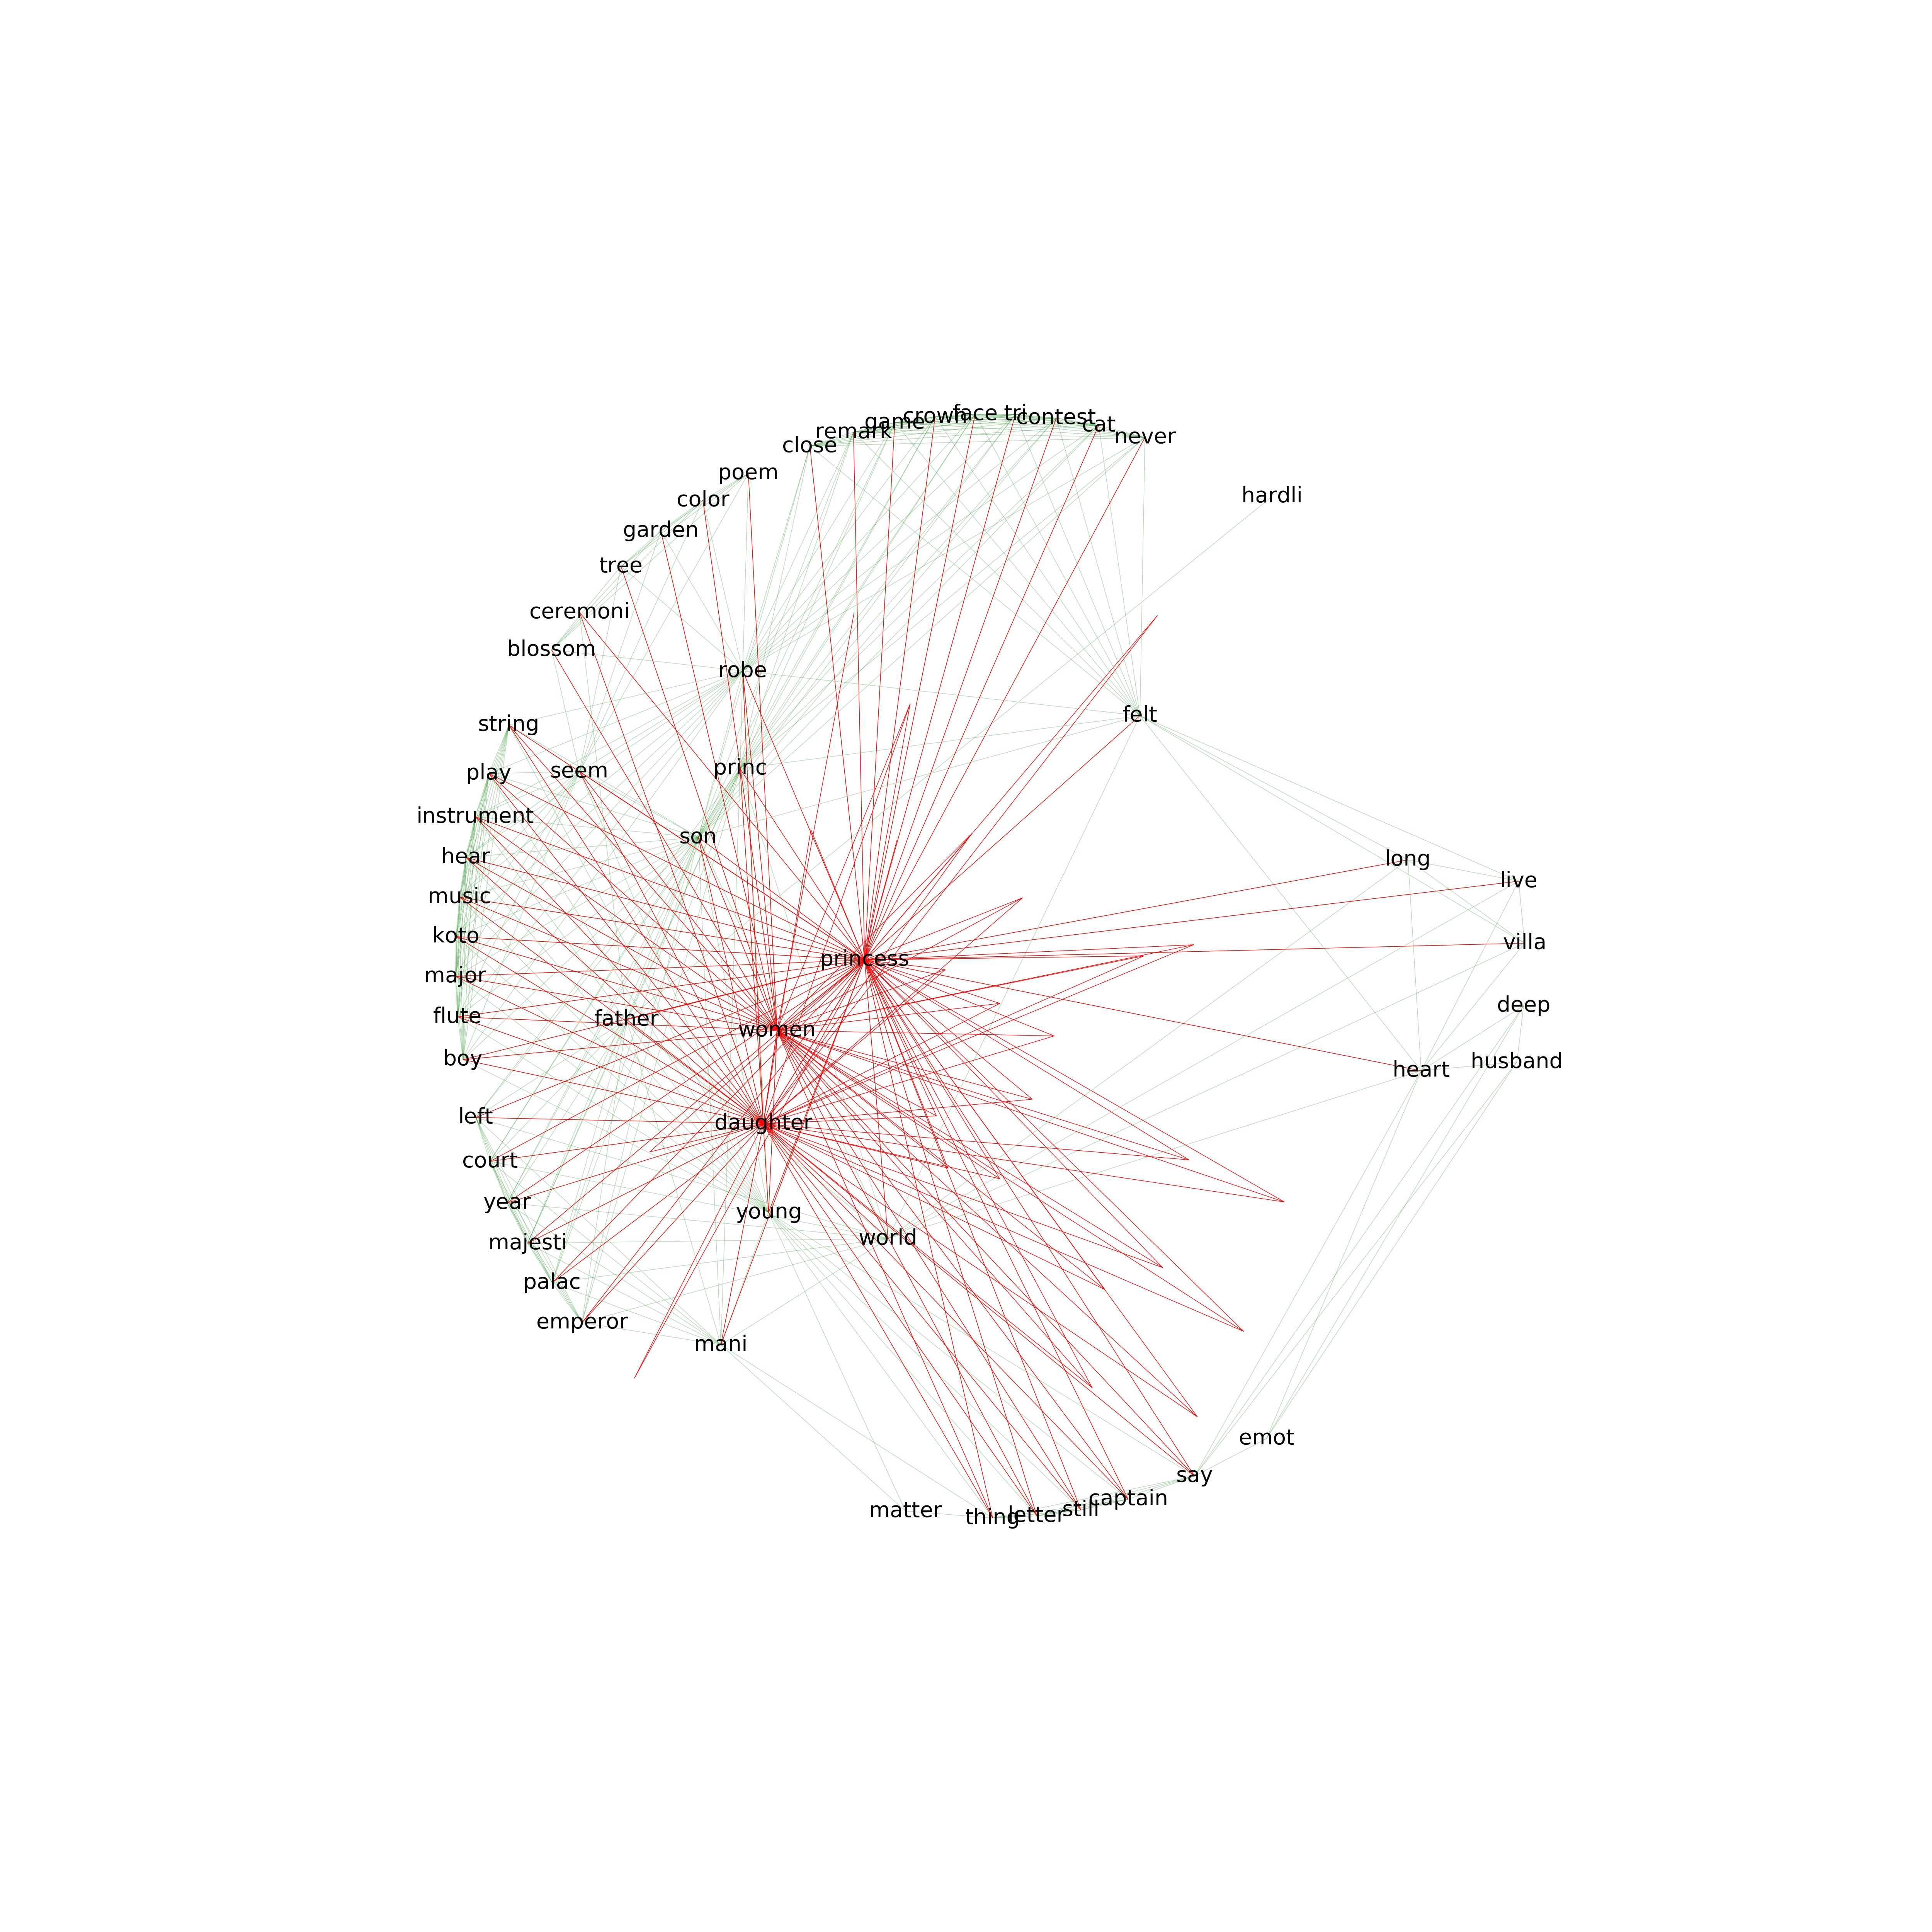 crown
face
tri
contest
game
cat
remark
never
close
poem
hardli
color
garden
tree
ceremoni
blossom
robe
felt
string
princ
seem
play
instrument
son
hear
long
live
music
koto
villa
princess
major
deep
flute
father
women
boy
husband
heart
left
daughter
court
year
young
world
majesti
palac
emperor
mani
emot
say
captain
still
matter
letter
thing